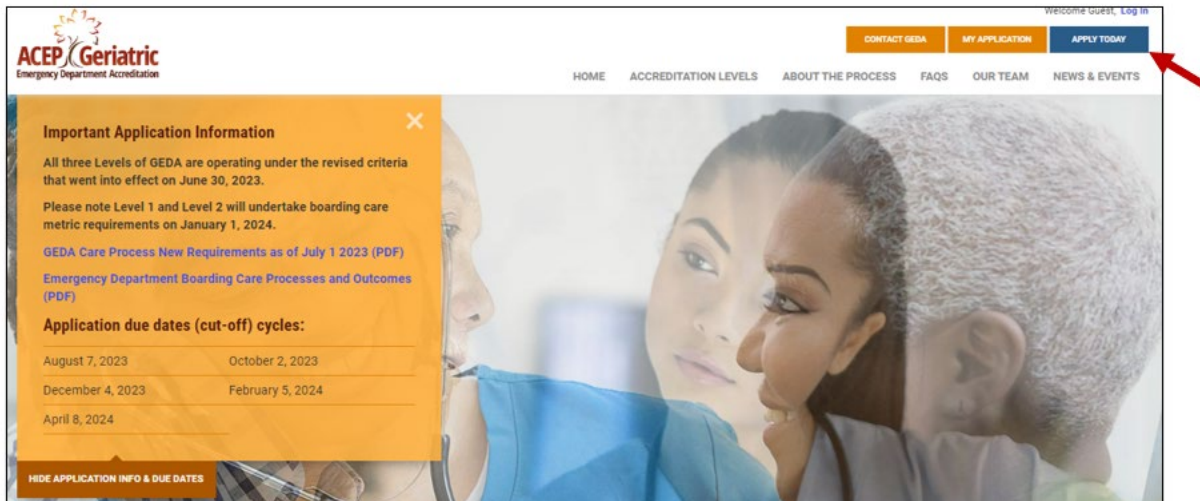 Welcome Guest, Log In
ACEP Geriatric
Emergency Department Accreditation
CONTACT GEDA MY APPLICATION APPLY TODAY
HOME ACCREDITATION LEVELS ABOUT THE PROCESS FAQS OUR TEAM NEWS & EVENTS
Important Application Information
All three Levels of GEDA are operating under the revised criteria
that went into effect on June 30, 2023.
Please note Level 1 and Level 2 will undertake boarding care
metric requirements on January 1, 2024.
GEDA Care Process New Requirements as of July 1 2023 (PDF)
Emergency Department Boarding Care Processes and Outcomes
(PDF)
Application due dates (cut-off) cycles:
August 7, 2023 October 2, 2023
December 4, 2023 February 5, 2024
April 8, 2024
HIDE APPLICATION INFO & DUE DATES